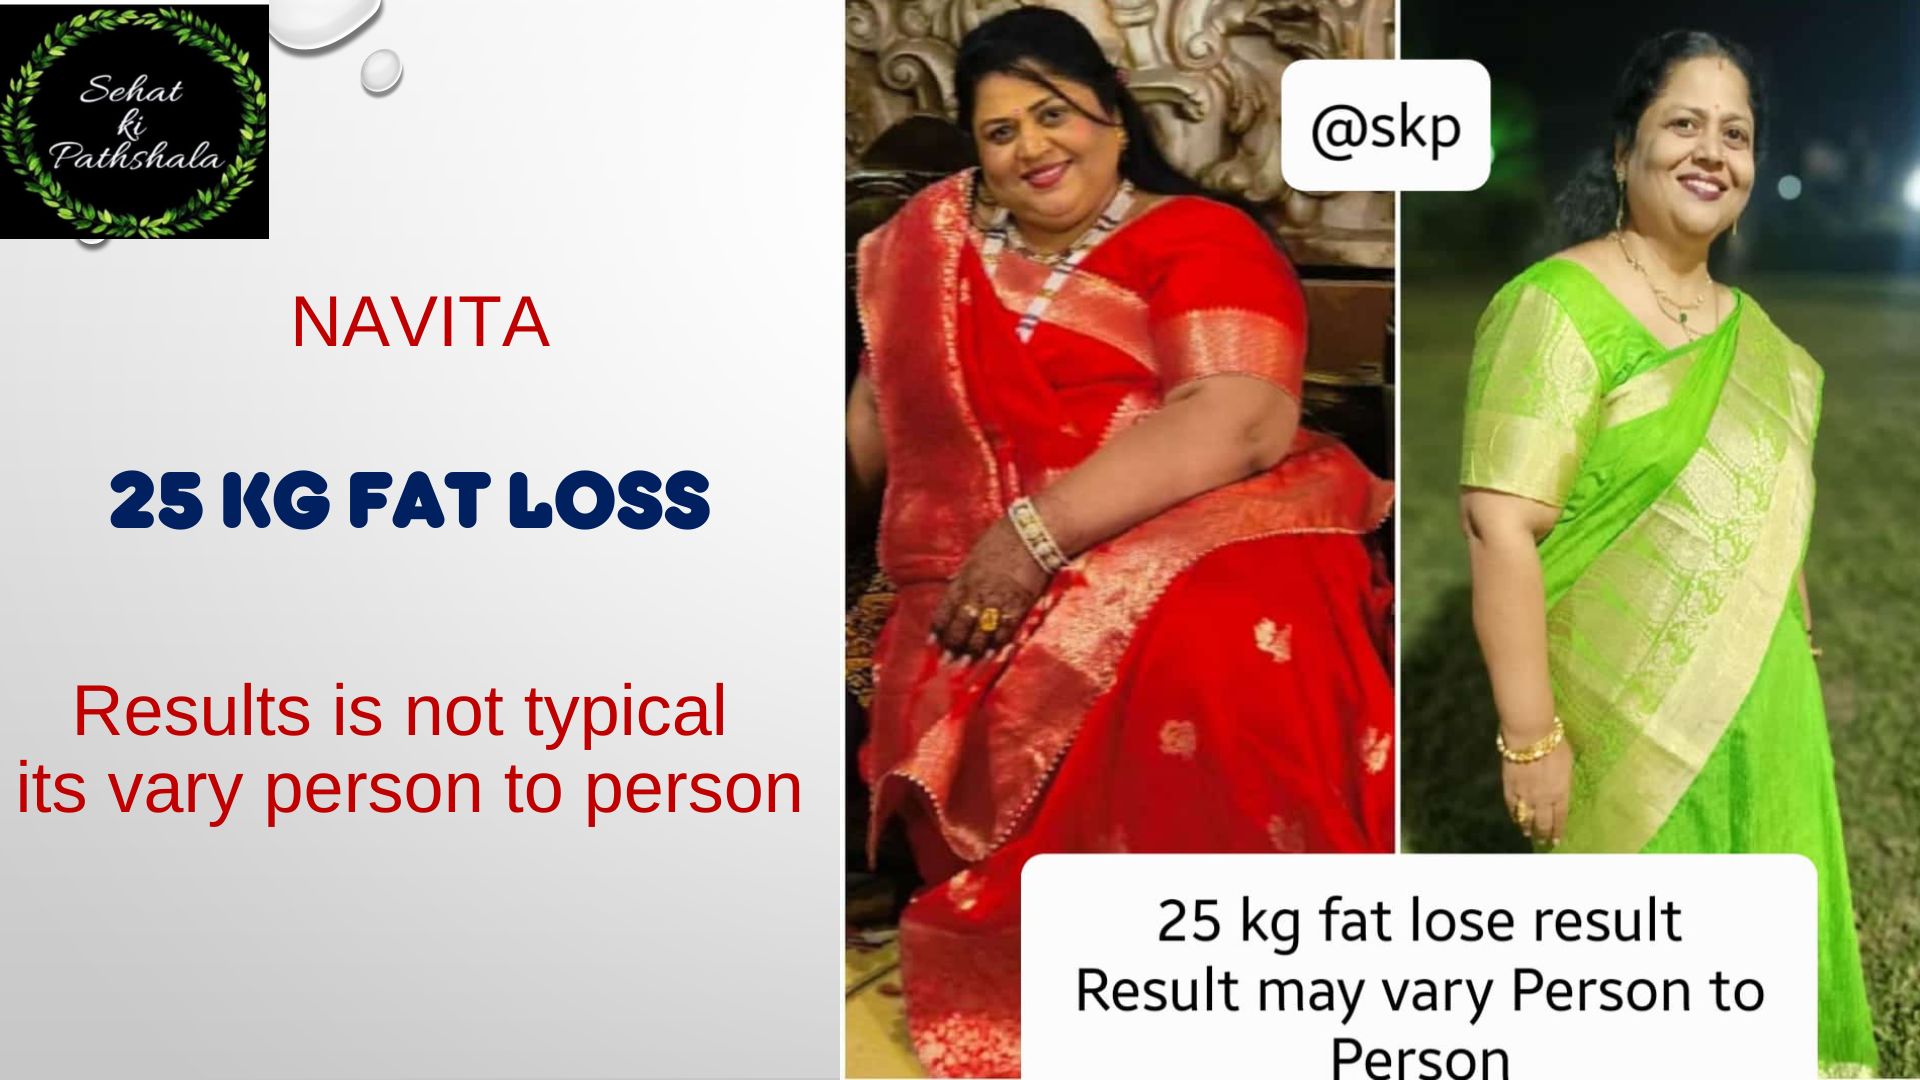 Sehat
ki
Pathshala
NAVITA
25 KG FAT LOSS
Results is not typical
its vary person to person
@skp
25 kg fat lose result
Result may vary Person to
Person